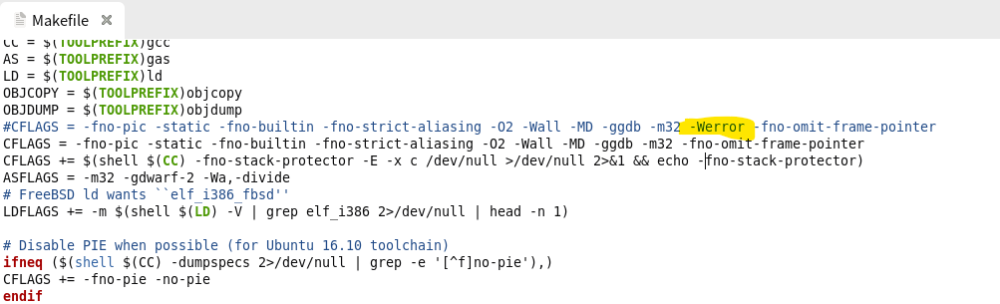 Makefile ×
CC = $(TOOLPREFIX)gcc
AS = $(TOOLPREFIX)gas
LD = $(TOOLPREFIX)ld
OBJCOPY = $(TOOLPREFIX)objcopy
OBJDUMP = $(TOOLPREFIX)objdump
#CFLAGS = -fno-pic -static -fno-builtin -fno-strict-aliasing -O2 -Wall -MD -ggdb -m32 -Werror -fno-omit-frame-pointer
CFLAGS = -fno-pic -static -fno-builtin -fno-strict-aliasing -O2 -Wall -MD -ggdb -m32 -fno-omit-frame-pointer
CFLAGS += $(shell $(CC) -fno-stack-protector -E -x c /dev/null >/dev/null 2>&1 && echo -fno-stack-protector)
ASFLAGS = -m32 -gdwarf-2 -Wa,-divide
# FreeBSD ld wants ``elf_i386_fbsd''
LDFLAGS += -m $(shell $(LD) -V | grep elf_i386 2>/dev/null | head -n 1)
# Disable PIE when possible (for Ubuntu 16.10 toolchain)
ifneq ($(shell $(CC) -dumpspecs 2>/dev/null | grep -e '[^f]no-pie'),)
CFLAGS += -fno-pie -no-pie
endif